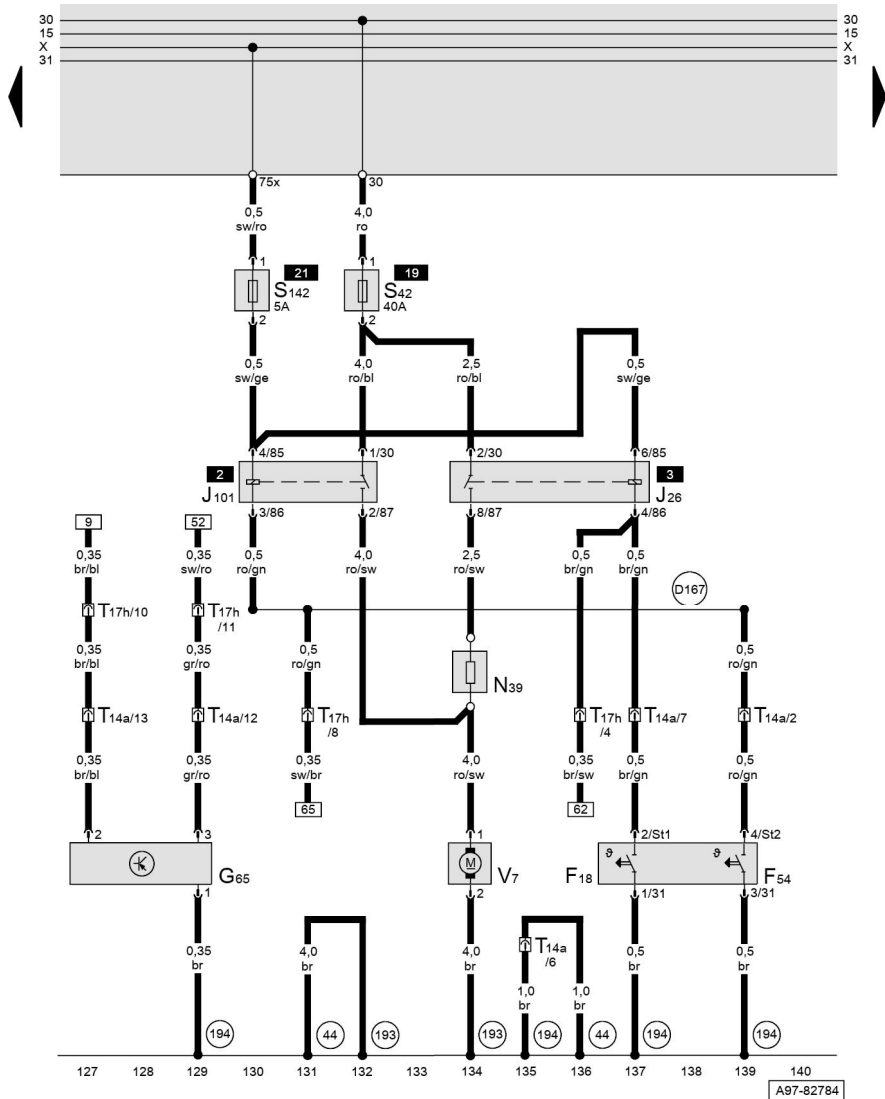 30 30
15 15
X X
31 31
75x 30
0,5 4,0
sw/ro ro
1 21 1 19
S142 S42
5A 40A
2 2
0,5 4,0 2,5 0,5
sw/ge ro/bl ro/bl sw/ge
4/85 1/30 2/30 6/85
2 3
J101 J26
3/86 2/87 8/87 4/86
9 52
0,35 0,35 0,5 4,0 2,5 0,5 0,5
br/bl sw/ro ro/gn ro/sw ro/sw br/gn br/gn
D167
T17h/10 T17h
/11
0,35 0,35 0,5 0,5
br/bl gr/ro ro/gn ro/gn
N39
T14a/13 T14a/12 T17h T17h T14a/7 T14a/2
/8 /4
0,35 0,35 0,35 4,0 0,35 0,5 0,5
br/bl gr/ro sw/br ro/sw br/sw br/gn ro/gn
65 62
2 3 1 2/St1 4/St2
ϑ ϑ
G65 M V7 F18 F54
1 2 1/31 3/31
0,35 4,0 4,0 T14a 0,5 0,5
br br br /6 br br
1,0 1,0
br br
194 44 193 193 194 44 194 194
127 128 129 130 131 132 133 134 135 136 137 138 139 140
A97-82784